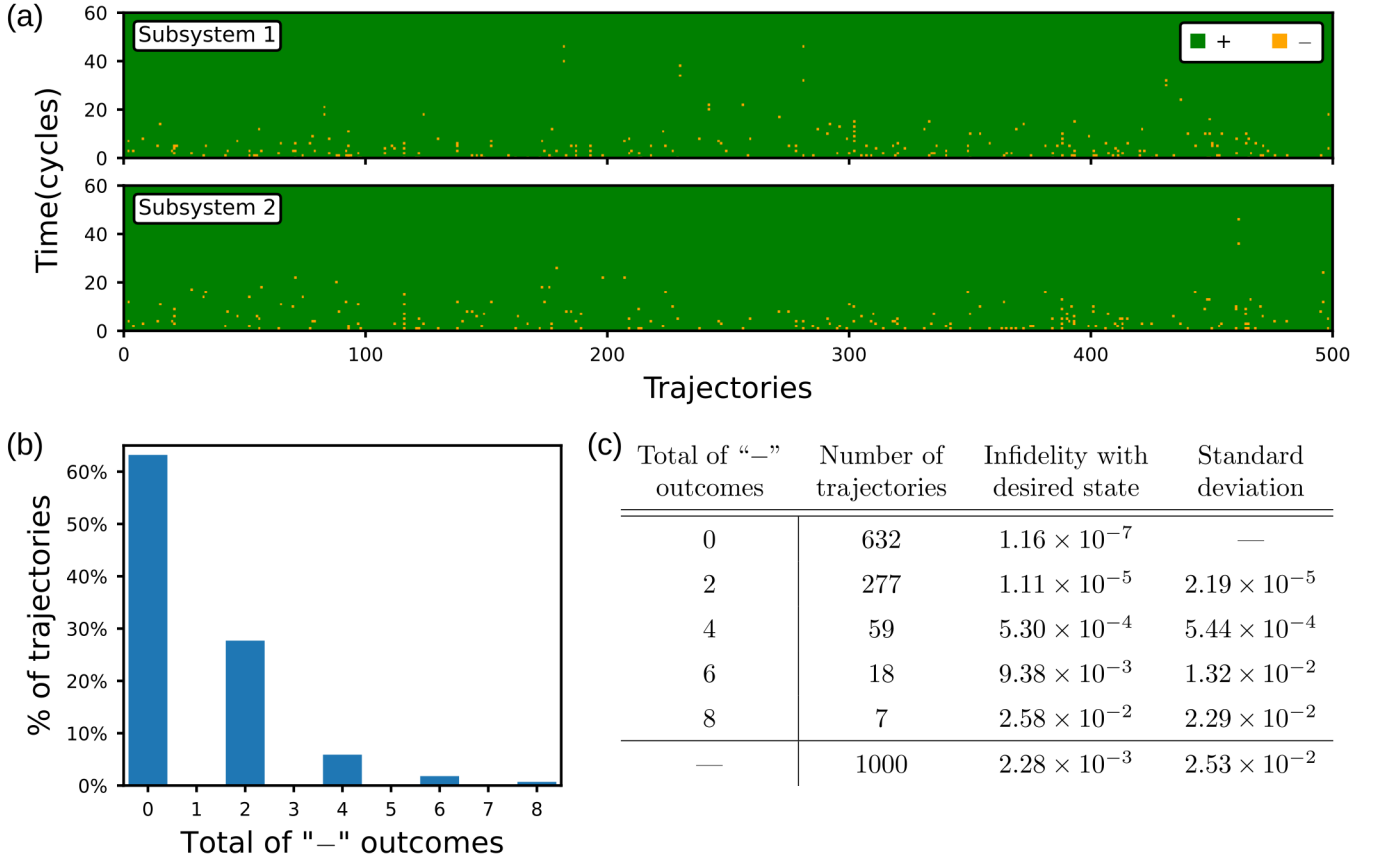 (a)
60
40
20
0
Subsystem 1
+ −
60
40
20
0
Subsystem 2
Time(cycles)
0 100 200 300 400 500
Trajectories
(b)
60%
50%
40%
30%
20%
10%
0%
% of trajectories
0 1 2 3 4 5 6 7 8
Total of "−" outcomes
(c)
Total of “−” Number of Infidelity with Standard
outcomes trajectories desired state deviation
0 632 1.16 × 10⁻⁷ —
2 277 1.11 × 10⁻⁵ 2.19 × 10⁻⁵
4 59 5.30 × 10⁻⁴ 5.44 × 10⁻⁴
6 18 9.38 × 10⁻³ 1.32 × 10⁻²
8 7 2.58 × 10⁻² 2.29 × 10⁻²
— 1000 2.28 × 10⁻³ 2.53 × 10⁻²